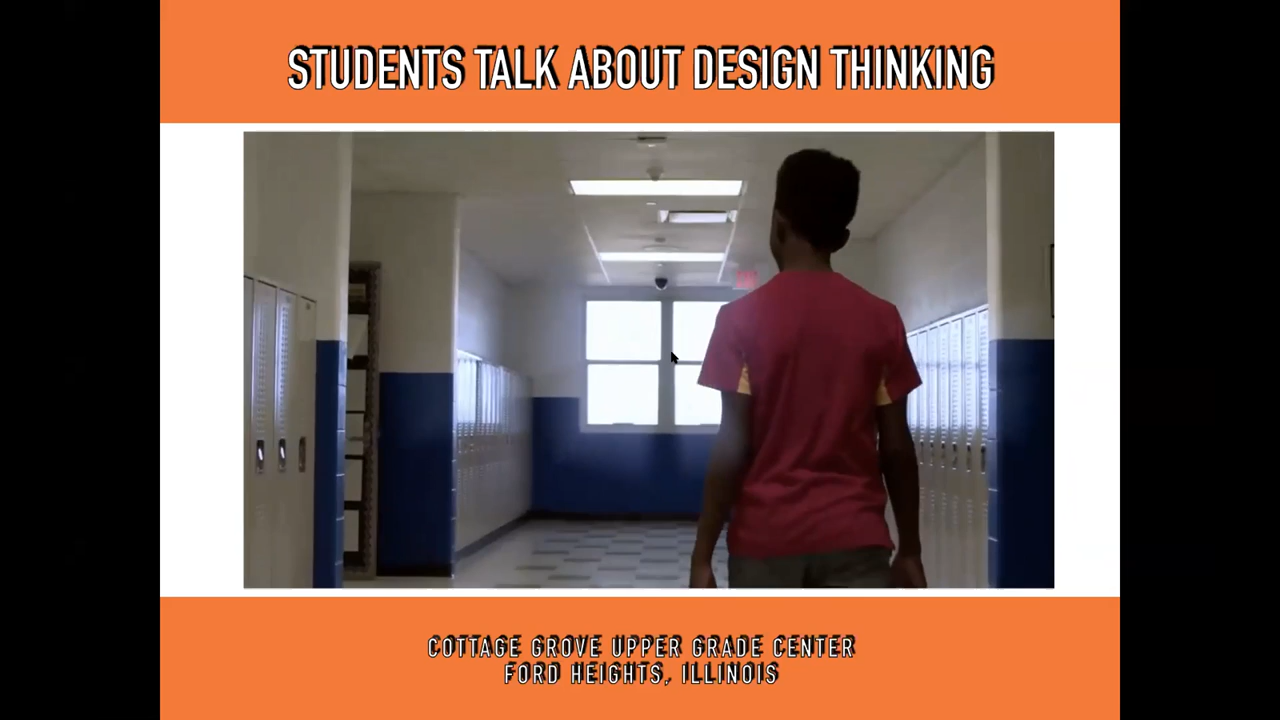 STUDENTS TALK ABOUT DESIGN THINKING
COTTAGE GROVE UPPER GRADE CENTER
FORD HEIGHTS, ILLINOIS